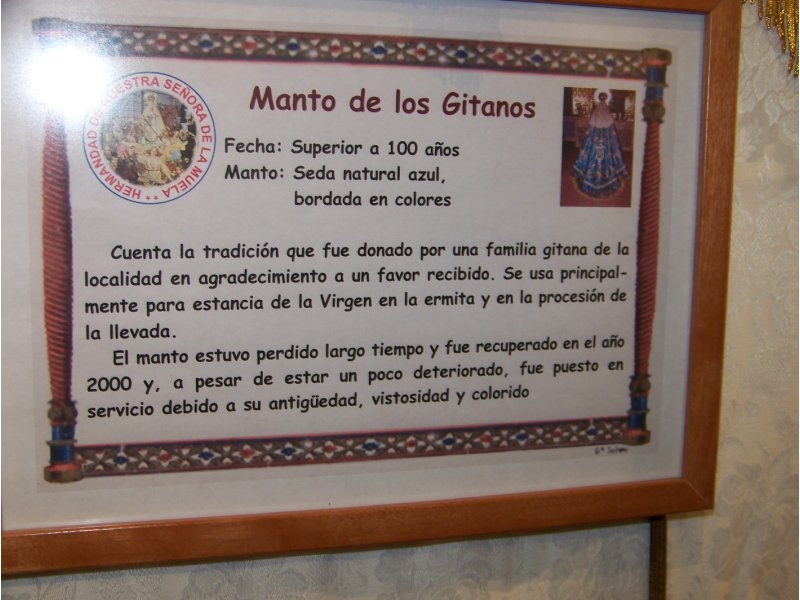 HERMANDAD DE NUESTRA SEÑORA DE LA MUELA **
Manto de los Gitanos
Fecha: Superior a 100 años
Manto: Seda natural azul,
bordada en colores
Cuenta la tradición que fue donado por una familia gitana de la
localidad en agradecimiento a un favor recibido. Se usa principal-
mente para estancia de la Virgen en la ermita y en la procesión de
la llevada.
El manto estuvo perdido largo tiempo y fue recuperado en el año
2000 y, a pesar de estar un poco deteriorado, fue puesto en
servicio debido a su antigüedad, vistosidad y colorido